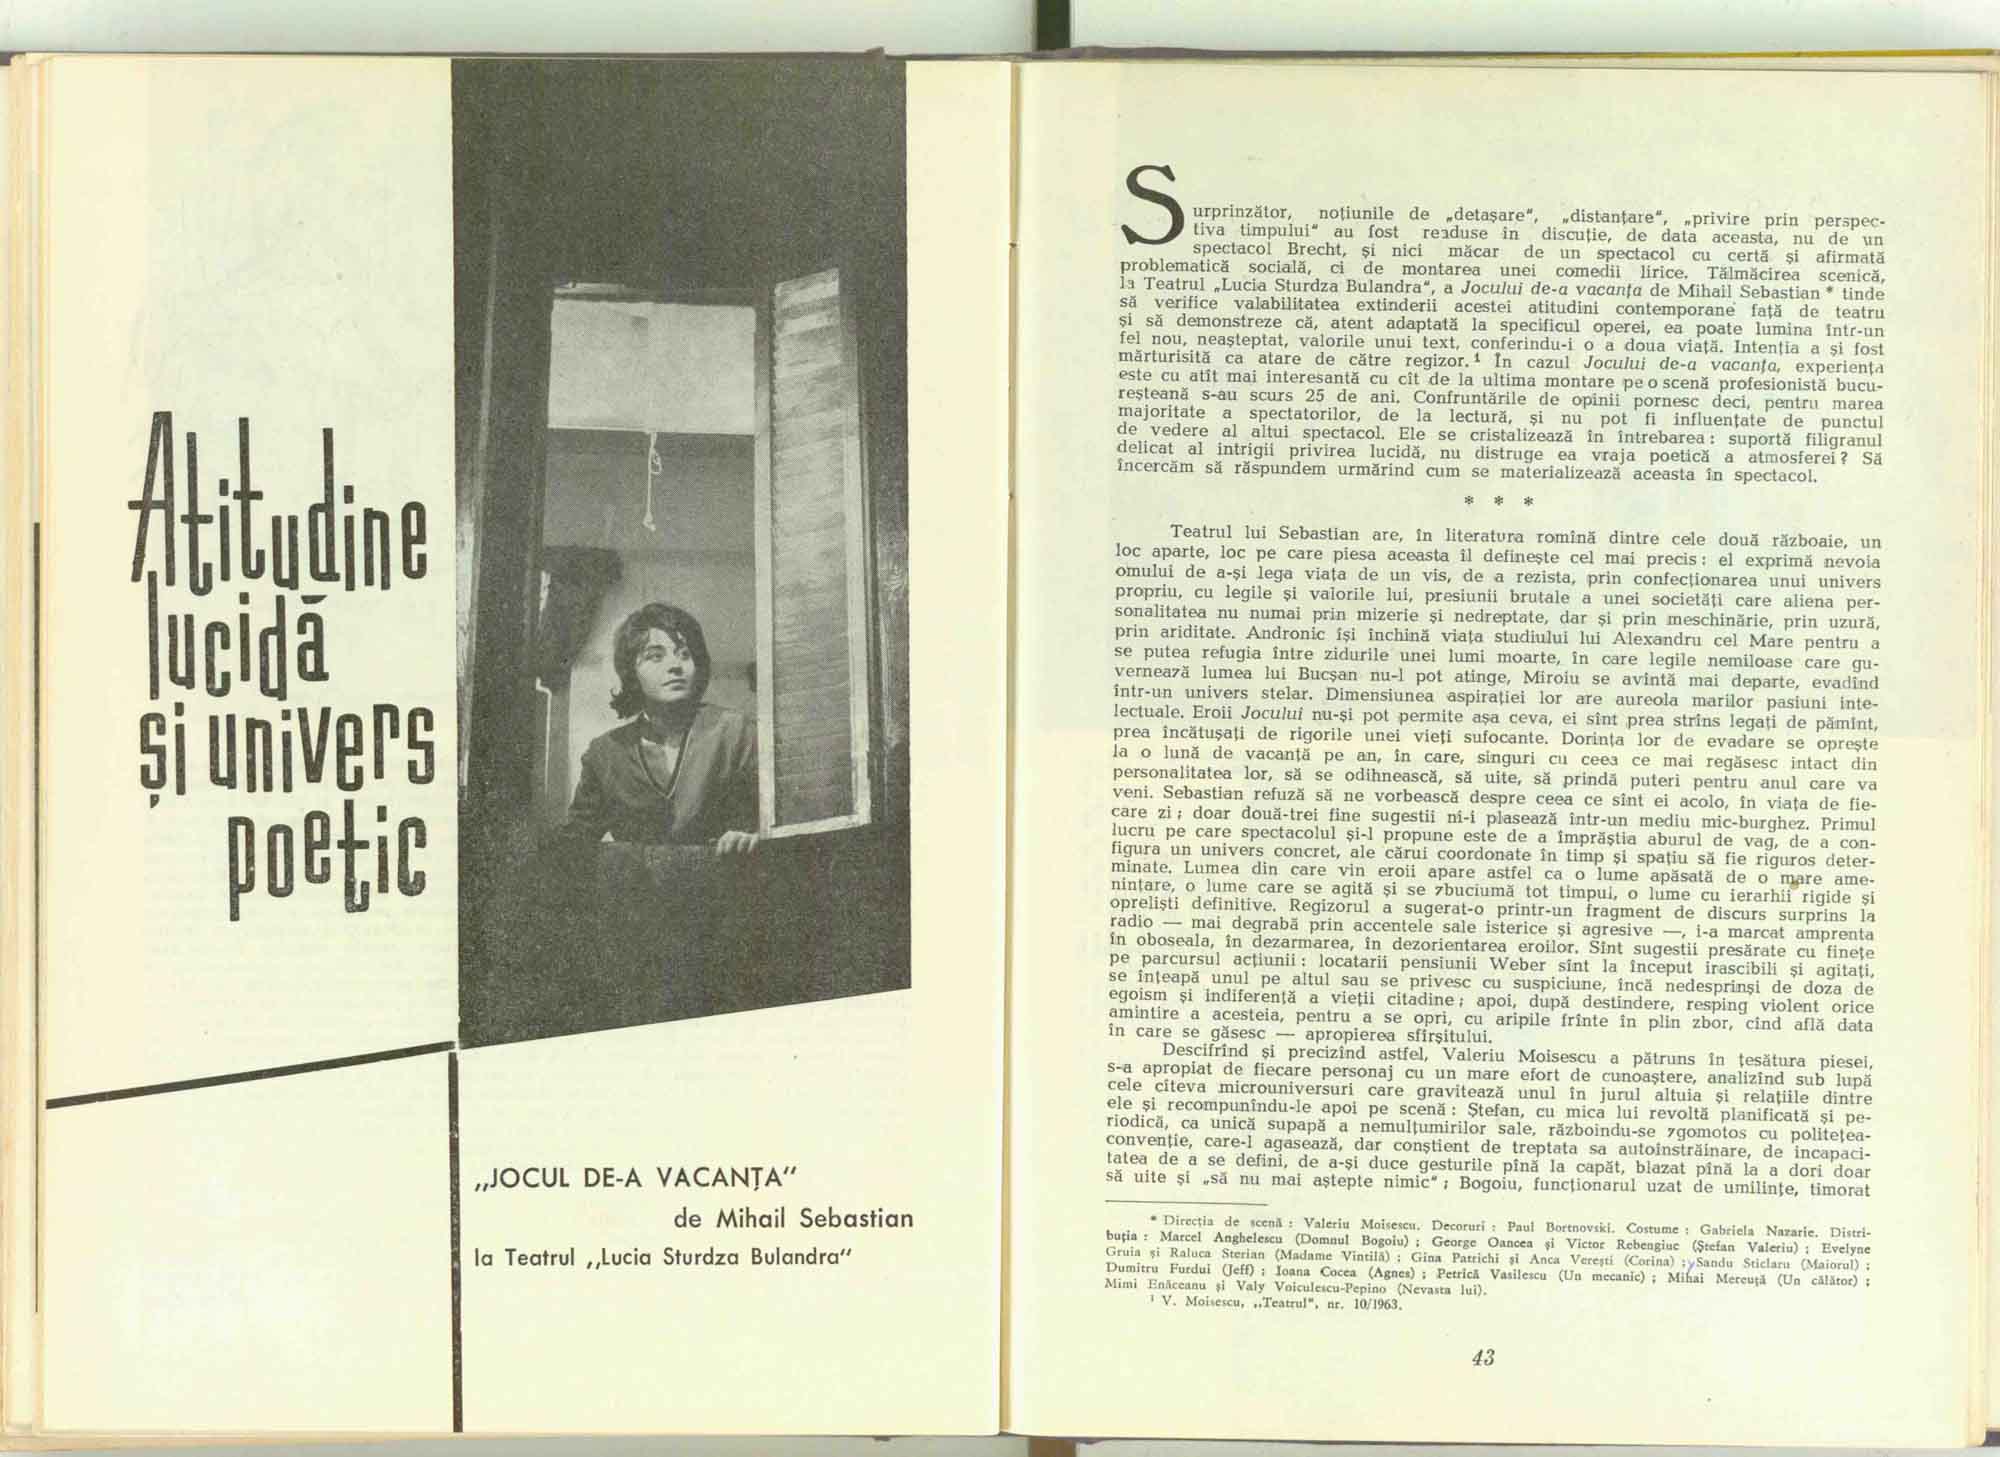 Atitudine
lucidă
și univers
poetic
„JOCUL DE-A VACANȚA“
de Mihail Sebastian
la Teatrul „Lucia Sturdza Bulandra“
Surprinzător, noțiunile de „detașare“, „distanțare“, „privire prin perspec-
tiva timpului“ au fost readuse în discuție, de data aceasta, nu de un
spectacol Brecht, și nici măcar de un spectacol cu certă și afirmată
problematică socială, ci de montarea unei comedii lirice. Tălmăcirea scenică,
la Teatrul „Lucia Sturdza Bulandra“, a Jocului de-a vacanța de Mihail Sebastian * tinde
să verifice valabilitatea extinderii acestei atitudini contemporane față de teatru
și să demonstreze că, atent adaptată la specificul operei, ea poate lumina într-un
fel nou, neașteptat, valorile unui text, conferindu-i o a doua viață. Intenția a și fost
mărturisită ca atare de către regizor.¹ În cazul Jocului de-a vacanța, experiența
este cu atît mai interesantă cu cît de la ultima montare pe o scenă profesionistă bucu-
reșteană s-au scurs 25 de ani. Confruntările de opinii pornesc deci, pentru marea
majoritate a spectatorilor, de la lectură, și nu pot fi influențate de punctul
de vedere al altui spectacol. Ele se cristalizează în întrebarea : suportă filigranul
delicat al intrigii privirea lucidă, nu distruge ea vraja poetică a atmosferei ? Să
încercăm să răspundem urmărind cum se materializează aceasta în spectacol.
* * *
Teatrul lui Sebastian are, în literatura romînă dintre cele două războaie, un
loc aparte, loc pe care piesa aceasta îl definește cel mai precis : el exprimă nevoia
omului de a-și lega viața de un vis, de a rezista, prin confecționarea unui univers
propriu, cu legile și valorile lui, presiunii brutale a unei societăți care aliena per-
sonalitatea nu numai prin mizerie și nedreptate, dar și prin meschinărie, prin uzură,
prin ariditate. Andronic își închină viața studiului lui Alexandru cel Mare pentru a
se putea refugia între zidurile unei lumi moarte, în care legile nemiloase care gu-
vernează lumea lui Bucșan nu-l pot atinge, Miroiu se avîntă mai departe, evadînd
într-un univers stelar. Dimensiunea aspirației lor are aureola marilor pasiuni inte-
lectuale. Eroii Jocului nu-și pot permite așa ceva, ei sînt prea strîns legați de pămînt,
prea încătușați de rigorile unei vieți sufocante. Dorința lor de evadare se oprește
la o lună de vacanță pe an, în care, singuri cu ceea ce mai regăsesc intact din
personalitatea lor, să se odihnească, să uite, să prindă puteri pentru anul care va
veni. Sebastian refuză să ne vorbească despre ceea ce sînt ei acolo, în viața de fie-
care zi ; doar două-trei fine sugestii ni-i plasează într-un mediu mic-burghez. Primul
lucru pe care spectacolul și-l propune este de a împrăștia aburul de vag, de a con-
figura un univers concret, ale cărui coordonate în timp și spațiu să fie riguros deter-
minate. Lumea din care vin eroii apare astfel ca o lume apăsată de o mare ame-
nințare, o lume care se agită și se zbuciumă tot timpul, o lume cu ierarhii rigide și
opreliști definitive. Regizorul a sugerat-o printr-un fragment de discurs surprins la
radio — mai degrabă prin accentele sale isterice și agresive —, i-a marcat amprenta
în oboseala, în dezarmarea, în dezorientarea eroilor. Sînt sugestii presărate cu finețe
pe parcursul acțiunii : locatarii pensiunii Weber sînt la început irascibili și agitați,
se înțeapă unul pe altul sau se privesc cu suspiciune, încă nedesprinși de doza de
egoism și indiferență a vieții citadine ; apoi, după destindere, resping violent orice
amintire a acesteia, pentru a se opri, cu aripile frînte în plin zbor, cînd află data
în care se găsesc — apropierea sfîrșitului.
Descifrînd și precizînd astfel, Valeriu Moisescu a pătruns în țesătura piesei,
s-a apropiat de fiecare personaj cu un mare efort de cunoaștere, analizînd sub lupă
cele cîteva microuniversuri care gravitează unul în jurul altuia și relațiile dintre
ele și recompunîndu-le apoi pe scenă : Ștefan, cu mica lui revoltă planificată și pe-
riodică, ca unică supapă a nemulțumirilor sale, războindu-se zgomotos cu politețea-
convenție, care-l agasează, dar conștient de treptata sa autoînstrăinare, de incapaci-
tatea de a se defini, de a-și duce gesturile pînă la capăt, blazat pînă la a dori doar
să uite și „să nu mai aștepte nimic“ ; Bogoiu, funcționarul uzat de umilințe, timorat
* Direcția de scenă : Valeriu Moisescu. Decoruri : Paul Bortnovski. Costume : Gabriela Nazarie. Distri-
buția : Marcel Anghelescu (Domnul Bogoiu) ; George Oancea și Victor Rebengiuc (Ștefan Valeriu) ; Evelyne
Gruia și Raluca Sterian (Madame Vintilă) ; Gina Patrichi și Anca Verești (Corina) ; Sandu Sticlaru (Maiorul) ;
Dumitru Furdui (Jeff) ; Ioana Cocea (Agnes) ; Petrică Vasilescu (Un mecanic) ; Mihai Mereuță (Un călător) ;
Mimi Enăceanu și Valy Voiculescu-Pepino (Nevasta lui).
¹ V. Moisescu, „Teatrul“, nr. 10/1963.
43